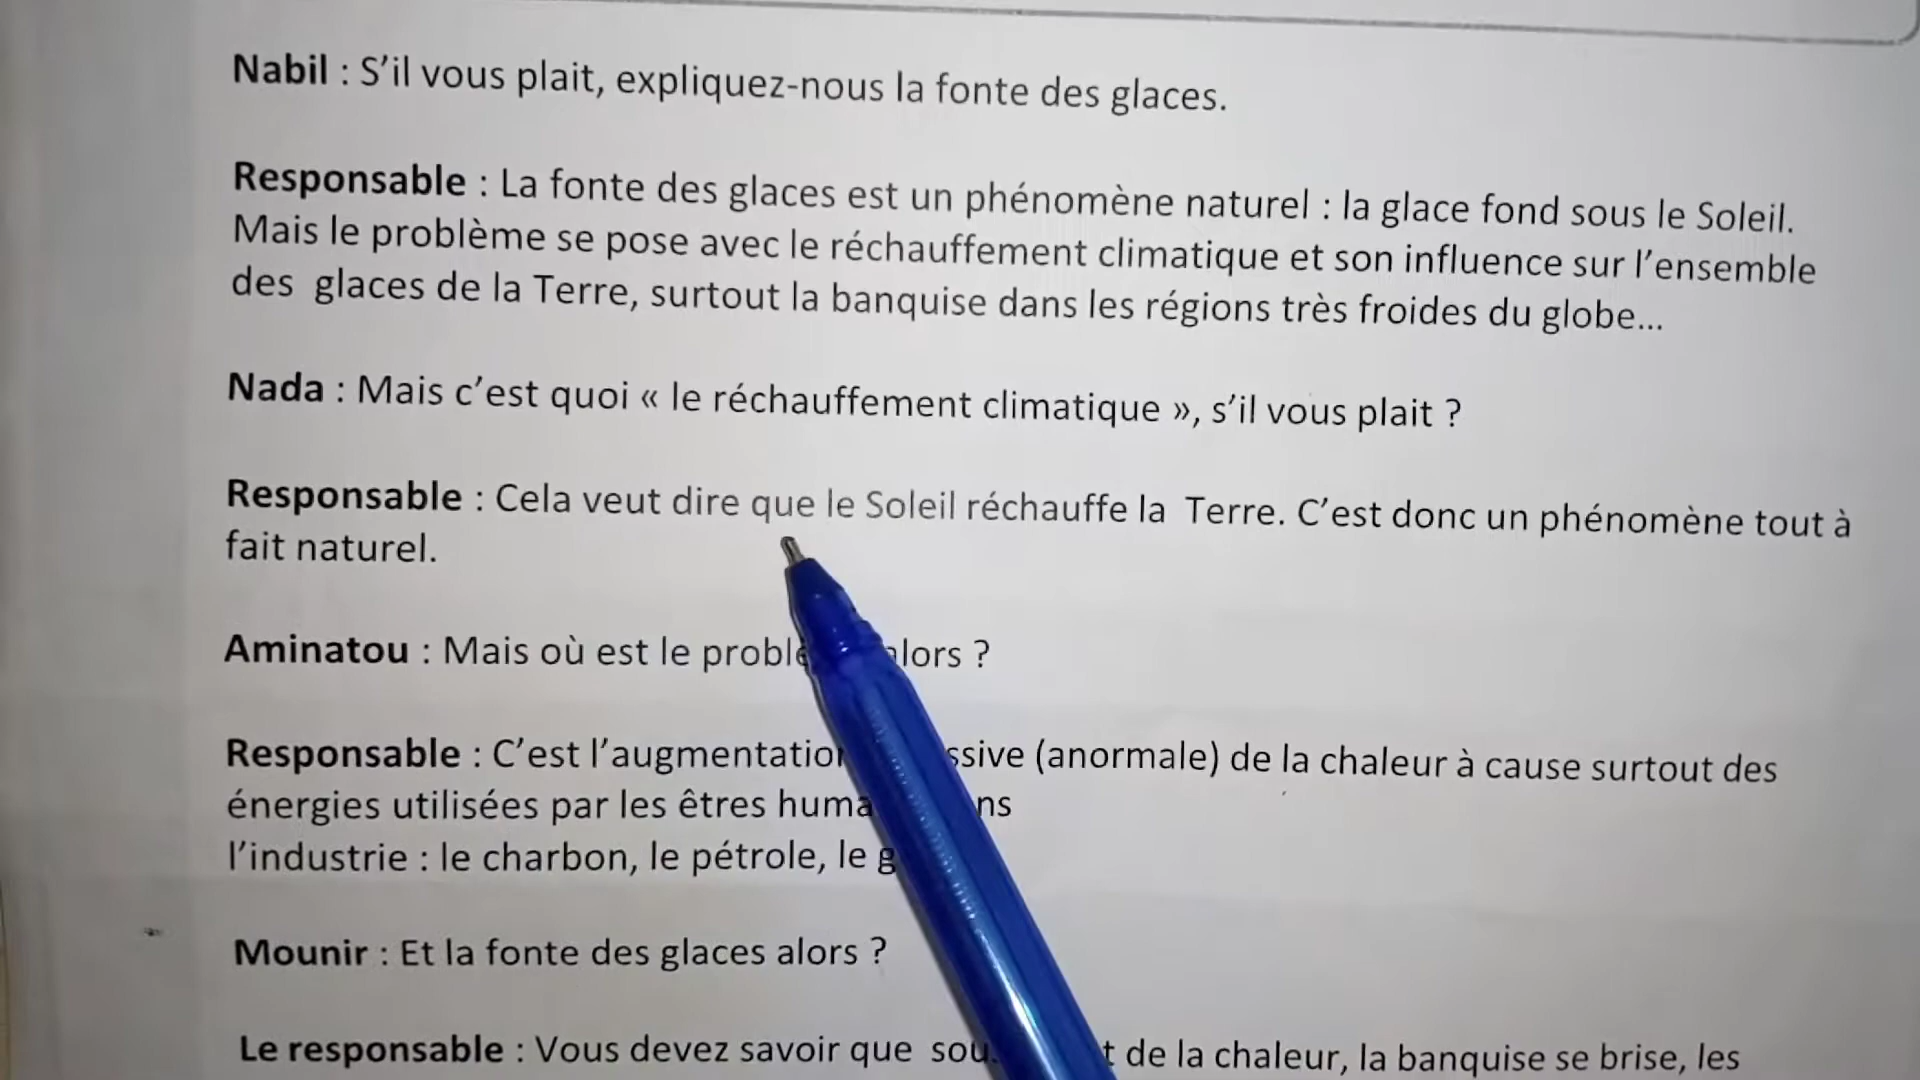 Nabil : S'il vous plait, expliquez-nous la fonte des glaces.
Responsable : La fonte des glaces est un phénomène naturel : la glace fond sous le Soleil.
Mais le problème se pose avec le réchauffement climatique et son influence sur l'ensemble
des glaces de la Terre, surtout la banquise dans les régions très froides du globe...
Nada : Mais c'est quoi « le réchauffement climatique », s'il vous plait ?
Responsable : Cela veut dire que le Soleil réchauffe la Terre. C'est donc un phénomène tout à
fait naturel.
Aminatou : Mais où est le alors ?
Responsable : C'est l'augmentation (anormale) de la chaleur à cause surtout des
énergies utilisées par les êtres
l'industrie : le charbon, le pétrole, le
Mounir : Et la fonte des glaces alors ?
Le responsable : Vous devez savoir que de la chaleur, la banquise se brise, les